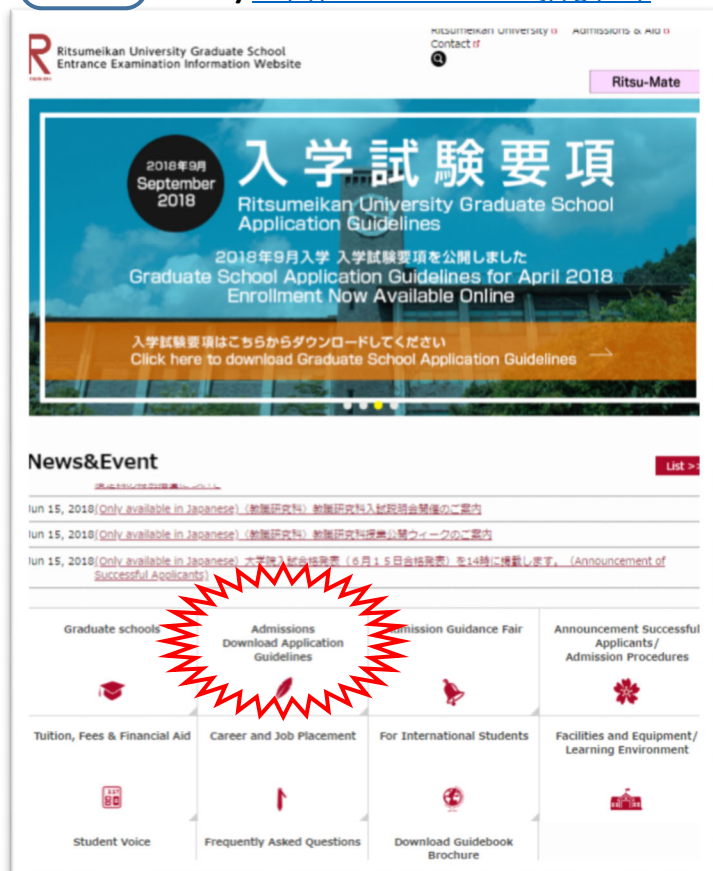 Ritsumeikan University Graduate School
Entrance Examination Information Website
Ritsumeikan University
Admissions & Aid
Contact
Ritsu-Mate
2018年9月
September
2018
入学試験要項
Ritsumeikan University Graduate School
Application Guidelines
2018年9月入学 入学試験要項を公開しました
Graduate School Application Guidelines for April 2018
Enrollment Now Available Online
入学試験要項はこちらからダウンロードしてください
Click here to download Graduate School Application Guidelines →
News&Event
List >>
Jun 15, 2018(Only available in Japanese)〈教職研究科〉教職研究科入試説明会開催のご案内
Jun 15, 2018(Only available in Japanese)〈教職研究科〉教職研究科授業公開ウィークのご案内
Jun 15, 2018(Only available in Japanese) 大学院入試合格発表(6月15日合格発表)を14時に掲載します。 (Announcement of
Successful Applicants)
Graduate schools
Admissions
Download Application
Guidelines
Admission Guidance Fair
Announcement Successful
Applicants/
Admission Procedures
Tuition, Fees & Financial Aid
Career and Job Placement
For International Students
Facilities and Equipment/
Learning Environment
Student Voice
Frequently Asked Questions
Download Guidebook
Brochure